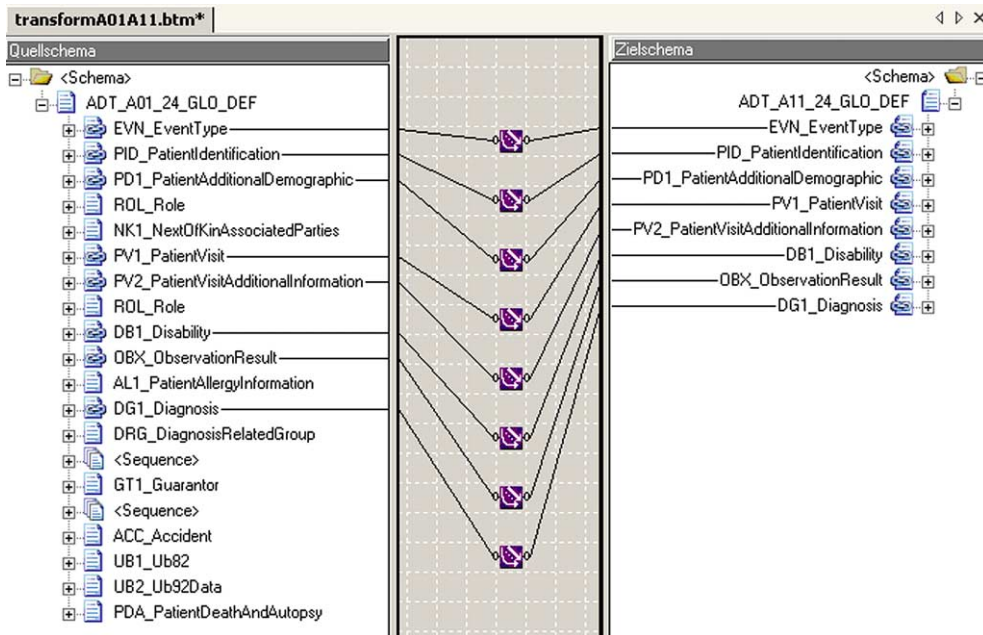 transformA01A11.btm*
Quellschema
<Schema>
ADT_A01_24_GLO_DEF
EVN_EventType
PID_PatientIdentification
PD1_PatientAdditionalDemographic
ROL_Role
NK1_NextOfKinAssociatedParties
PV1_PatientVisit
PV2_PatientVisitAdditionalInformation
ROL_Role
DB1_Disability
OBX_ObservationResult
AL1_PatientAllergyInformation
DG1_Diagnosis
DRG_DiagnosisRelatedGroup
<Sequence>
GT1_Guarantor
<Sequence>
ACC_Accident
UB1_Ub82
UB2_Ub92Data
PDA_PatientDeathAndAutopsy
Zielschema
<Schema>
ADT_A11_24_GLO_DEF
EVN_EventType
PID_PatientIdentification
PD1_PatientAdditionalDemographic
PV1_PatientVisit
PV2_PatientVisitAdditionalInformation
DB1_Disability
OBX_ObservationResult
DG1_Diagnosis